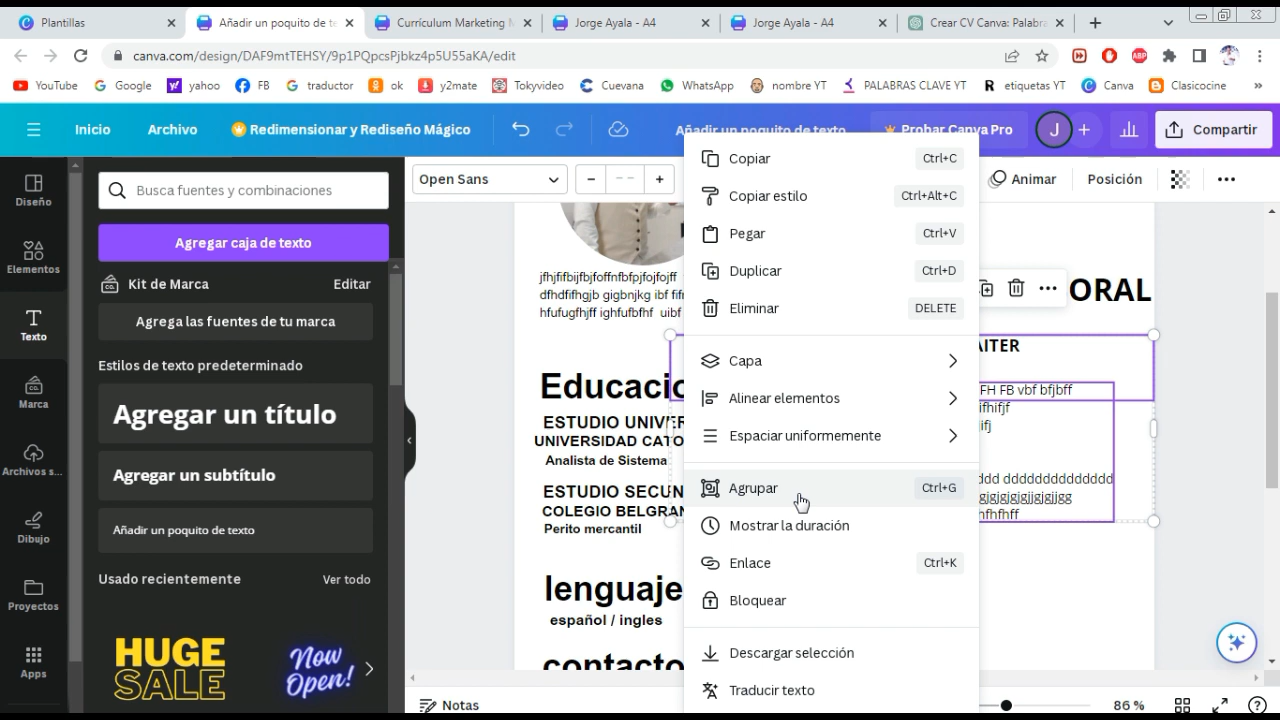 Plantillas
Añadir un poquito de te
Currículum Marketing M
Jorge Ayala - A4
Jorge Ayala - A4
Crear CV Canva: Palabra
canva.com/design/DAF9mtTEHSY/9p1PQpcsPjbkz4p5U55aKA/edit
YouTube
Google
yahoo
FB
traductor
ok
y2mate
Tokyvideo
Cuevana
WhatsApp
nombre YT
PALABRAS CLAVE YT
etiquetas YT
Canva
Clasicocine
Inicio
Archivo
Redimensionar y Rediseño Mágico
Añadir un poquito de texto
Probar Canva Pro
J
Compartir
Diseño
Elementos
Texto
Marca
Archivos s...
Dibujo
Proyectos
Apps
Busca fuentes y combinaciones
Agregar caja de texto
Kit de Marca
Editar
Agrega las fuentes de tu marca
Estilos de texto predeterminado
Agregar un título
Agregar un subtítulo
Añadir un poquito de texto
Usado recientemente
Ver todo
HUGE
SALE
Now
Open!
Open Sans
Animar
Posición
jfhjfifbijfbjfoffnfbfpjfojfojff
dfhdfifhgjb gigbnjkg ibf fifr
hfufugfhjff ighfufbfhf uibf
Educacio
ESTUDIO UNIVER
UNIVERSIDAD CATO
Analista de Sistema
ESTUDIO SECUN
COLEGIO BELGRAN
Perito mercantil
lenguaje
español / ingles
contacto
Copiar Ctrl+C
Copiar estilo Ctrl+Alt+C
Pegar Ctrl+V
Duplicar Ctrl+D
Eliminar DELETE
Capa
Alinear elementos
Espaciar uniformemente
Agrupar Ctrl+G
Mostrar la duración
Enlace Ctrl+K
Bloquear
Descargar selección
Traducir texto
ORAL
AITER
FH FB vbf bfjbff
ifhifjf
ifj
ddd dddddddddddddd
gjgjgjgijjgjgjjgg
hfhfhff
Notas
86 %